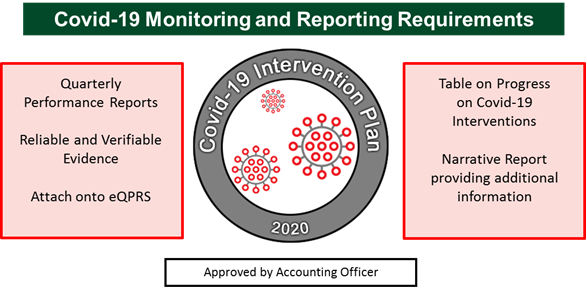 Covid-19 Monitoring and Reporting Requirements
Quarterly
Performance Reports
Reliable and Verifiable
Evidence
Attach onto eQPRS
Covid-19 Intervention Plan
2020
Table on Progress
on Covid-19
Interventions
Narrative Report
providing additional
information
Approved by Accounting Officer